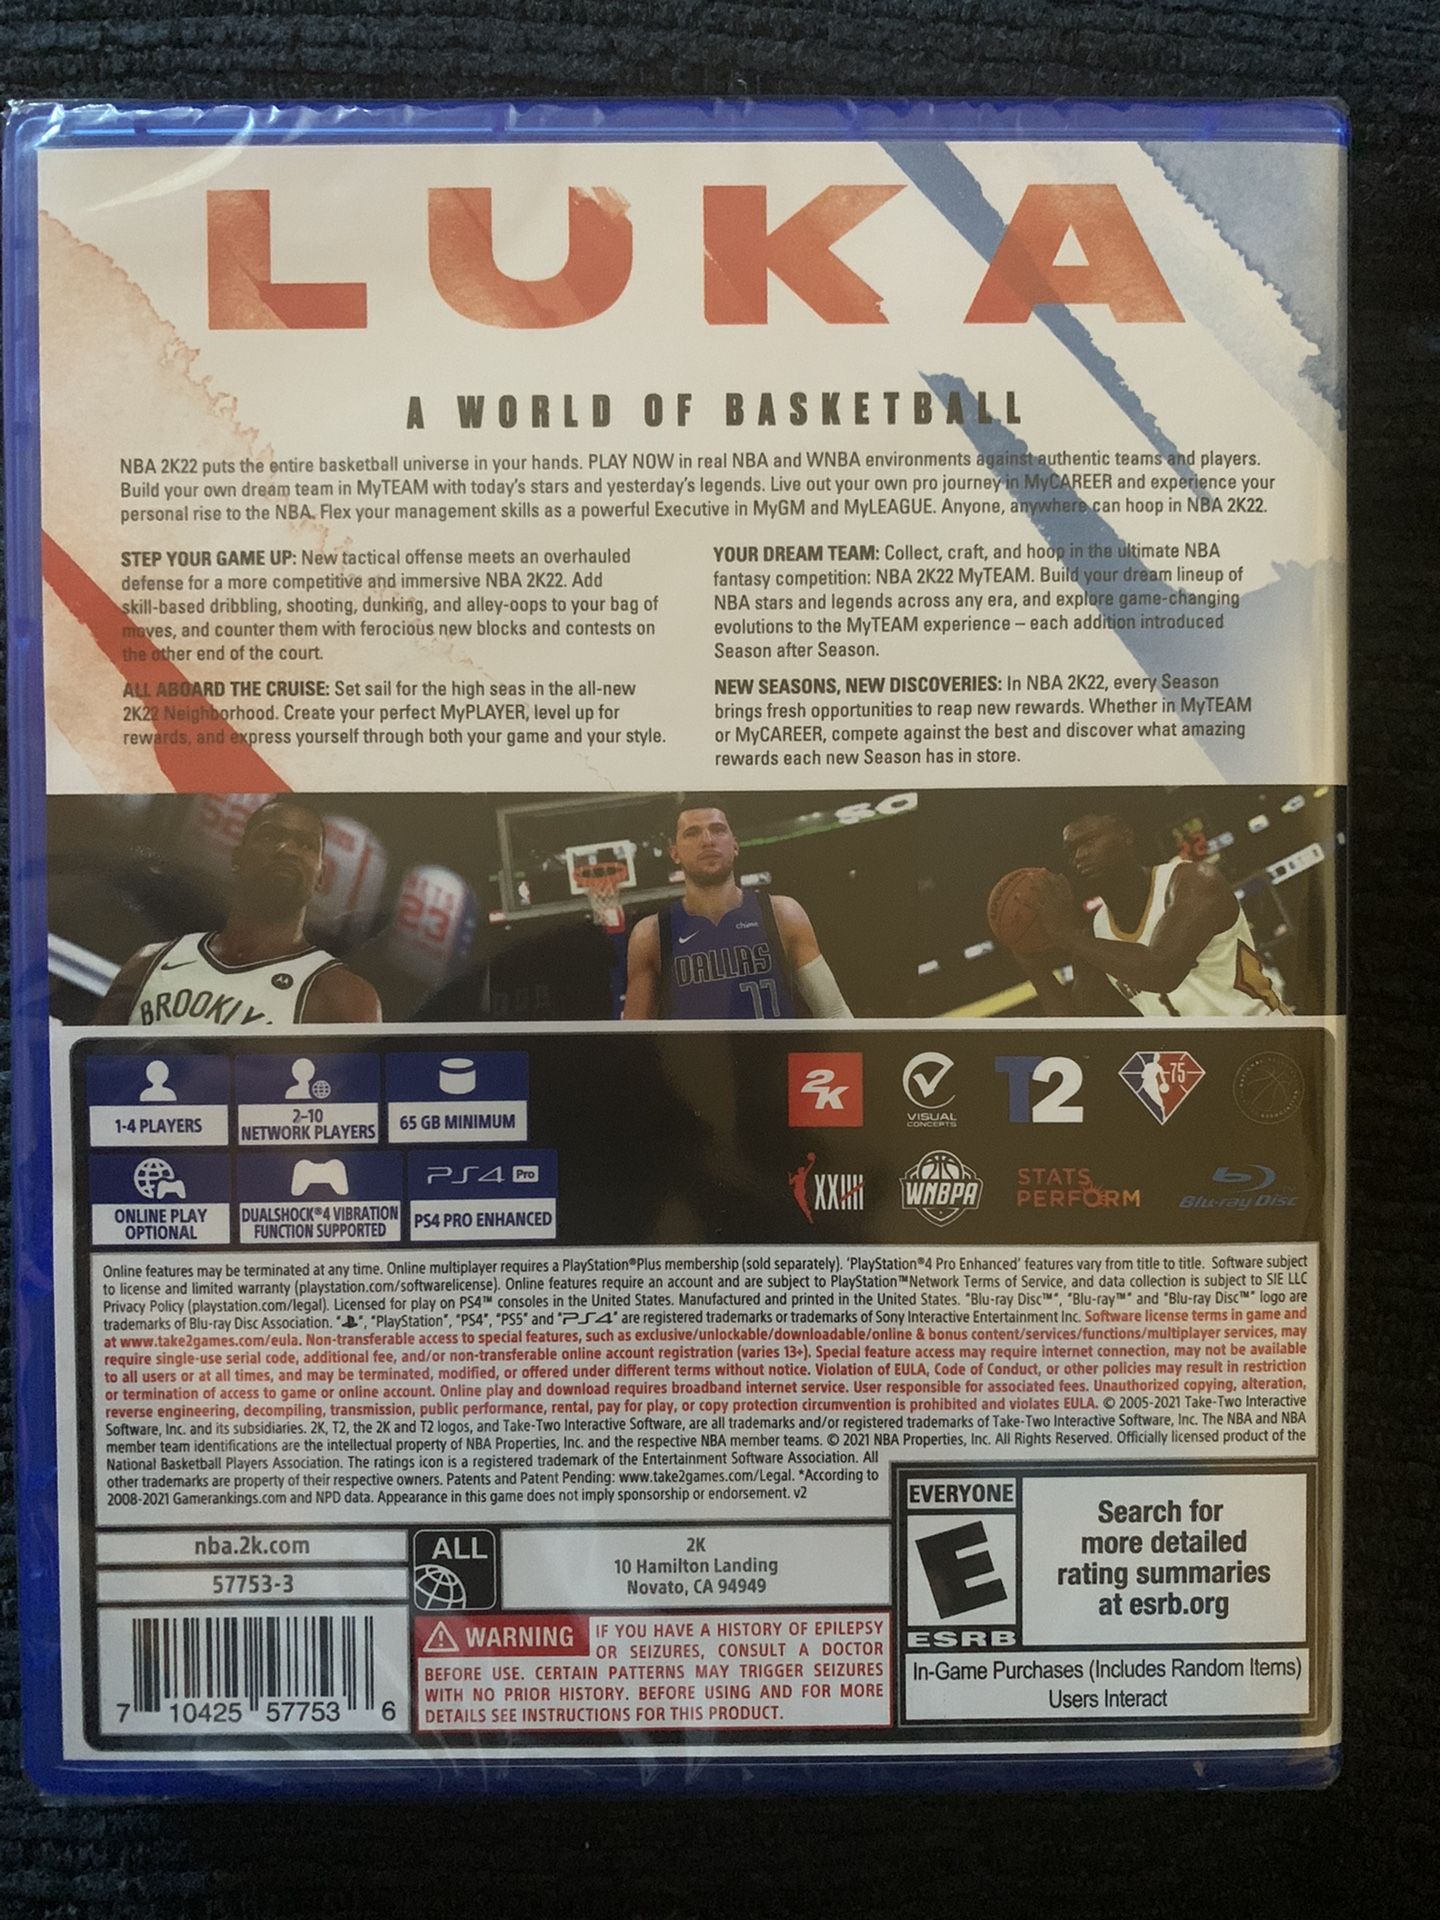 LUKA
A WORLD OF BASKETBALL
NBA 2K22 puts the entire basketball universe in your hands. PLAY NOW in real NBA and WNBA environments against authentic teams and players.
Build your own dream team in MyTEAM with today's stars and yesterday's legends. Live out your own pro journey in MyCAREER and experience your
personal rise to the NBA. Flex your management skills as a powerful Executive in MyGM and MyLEAGUE. Anyone, anywhere can hoop in NBA 2K22.
STEP YOUR GAME UP: New tactical offense meets an overhauled
defense for a more competitive and immersive NBA 2K22. Add
skill-based dribbling, shooting, dunking, and alley-oops to your bag of
moves, and counter them with ferocious new blocks and contests on
the other end of the court.
ALL ABOARD THE CRUISE: Set sail for the high seas in the all-new
2K22 Neighborhood. Create your perfect MyPLAYER, level up for
rewards, and express yourself through both your game and your style.
YOUR DREAM TEAM: Collect, craft, and hoop in the ultimate NBA
fantasy competition: NBA 2K22 MyTEAM. Build your dream lineup of
NBA stars and legends across any era, and explore game-changing
evolutions to the MyTEAM experience – each addition introduced
Season after Season.
NEW SEASONS, NEW DISCOVERIES: In NBA 2K22, every Season
brings fresh opportunities to reap new rewards. Whether in MyTEAM
or MyCAREER, compete against the best and discover what amazing
rewards each new Season has in store.
BROOKLY
chime
DALLAS
77
1-4 PLAYERS
2-10
NETWORK PLAYERS
65 GB MINIMUM
ONLINE PLAY
OPTIONAL
DUALSHOCK®4 VIBRATION
FUNCTION SUPPORTED
PS4 Pro
PS4 PRO ENHANCED
2K
VISUAL
CONCEPTS
T2
75
WNBPA
STATS
PERFORM
Blu-ray Disc
Online features may be terminated at any time. Online multiplayer requires a PlayStation®Plus membership (sold separately). 'PlayStation®4 Pro Enhanced' features vary from title to title. Software subject
to license and limited warranty (playstation.com/softwarelicense). Online features require an account and are subject to PlayStation™Network Terms of Service, and data collection is subject to SIE LLC
Privacy Policy (playstation.com/legal). Licensed for play on PS4™ consoles in the United States. Manufactured and printed in the United States. "Blu-ray Disc™", "Blu-ray™" and "Blu-ray Disc™" logo are
trademarks of Blu-ray Disc Association. "", "PlayStation", "PS4", "PS5" and "PS4" are registered trademarks or trademarks of Sony Interactive Entertainment Inc. Software license terms in game and
at www.take2games.com/eula. Non-transferable access to special features, such as exclusive/unlockable/downloadable/online & bonus content/services/functions/multiplayer services, may
require single-use serial code, additional fee, and/or non-transferable online account registration (varies 13+). Special feature access may require internet connection, may not be available
to all users or at all times, and may be terminated, modified, or offered under different terms without notice. Violation of EULA, Code of Conduct, or other policies may result in restriction
or termination of access to game or online account. Online play and download requires broadband internet service. User responsible for associated fees. Unauthorized copying, alteration,
reverse engineering, decompiling, transmission, public performance, rental, pay for play, or copy protection circumvention is prohibited and violates EULA. © 2005-2021 Take-Two Interactive
Software, Inc. and its subsidiaries. 2K, T2, the 2K and T2 logos, and Take-Two Interactive Software, are all trademarks and/or registered trademarks of Take-Two Interactive Software, Inc. The NBA and NBA
member team identifications are the intellectual property of NBA Properties, Inc. and the respective NBA member teams. © 2021 NBA Properties, Inc. All Rights Reserved. Officially licensed product of the
National Basketball Players Association. The ratings icon is a registered trademark of the Entertainment Software Association. All
other trademarks are property of their respective owners. Patents and Patent Pending: www.take2games.com/Legal. *According to
2008-2021 Gamerankings.com and NPD data. Appearance in this game does not imply sponsorship or endorsement. v2
nba.2k.com
57753-3
ALL
2K
10 Hamilton Landing
Novato, CA 94949
7 10425 57753 6
WARNING IF YOU HAVE A HISTORY OF EPILEPSY
OR SEIZURES, CONSULT A DOCTOR
BEFORE USE. CERTAIN PATTERNS MAY TRIGGER SEIZURES
WITH NO PRIOR HISTORY. BEFORE USING AND FOR MORE
DETAILS SEE INSTRUCTIONS FOR THIS PRODUCT.
EVERYONE
E
ESRB
Search for
more detailed
rating summaries
at esrb.org
In-Game Purchases (Includes Random Items)
Users Interact